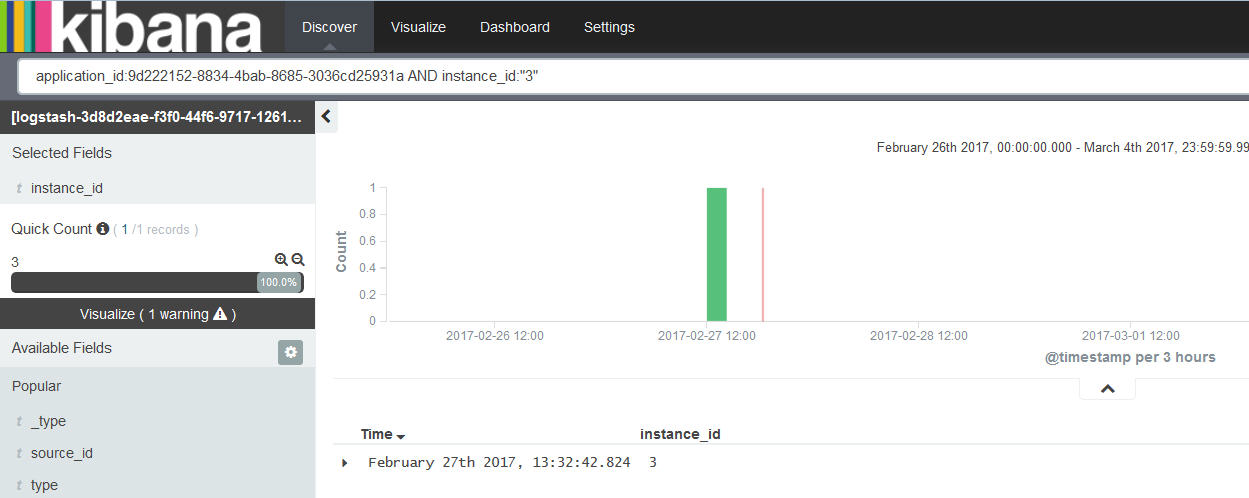 kibana
Discover Visualize Dashboard Settings
application_id:9d222152-8834-4bab-8685-3036cd25931a AND instance_id:"3"
[logstash-3d8d2eae-f3f0-44f6-9717-1261...
Selected Fields
t instance_id
Quick Count ( 1 /1 records )
3
100.0%
Visualize ( 1 warning )
Available Fields
Popular
t _type
t source_id
t type
February 26th 2017, 00:00:00.000 - March 4th 2017, 23:59:59.99
Count
1
0.8
0.6
0.4
0.2
0
2017-02-26 12:00 2017-02-27 12:00 2017-02-28 12:00 2017-03-01 12:00
@timestamp per 3 hours
Time instance_id
February 27th 2017, 13:32:42.824 3